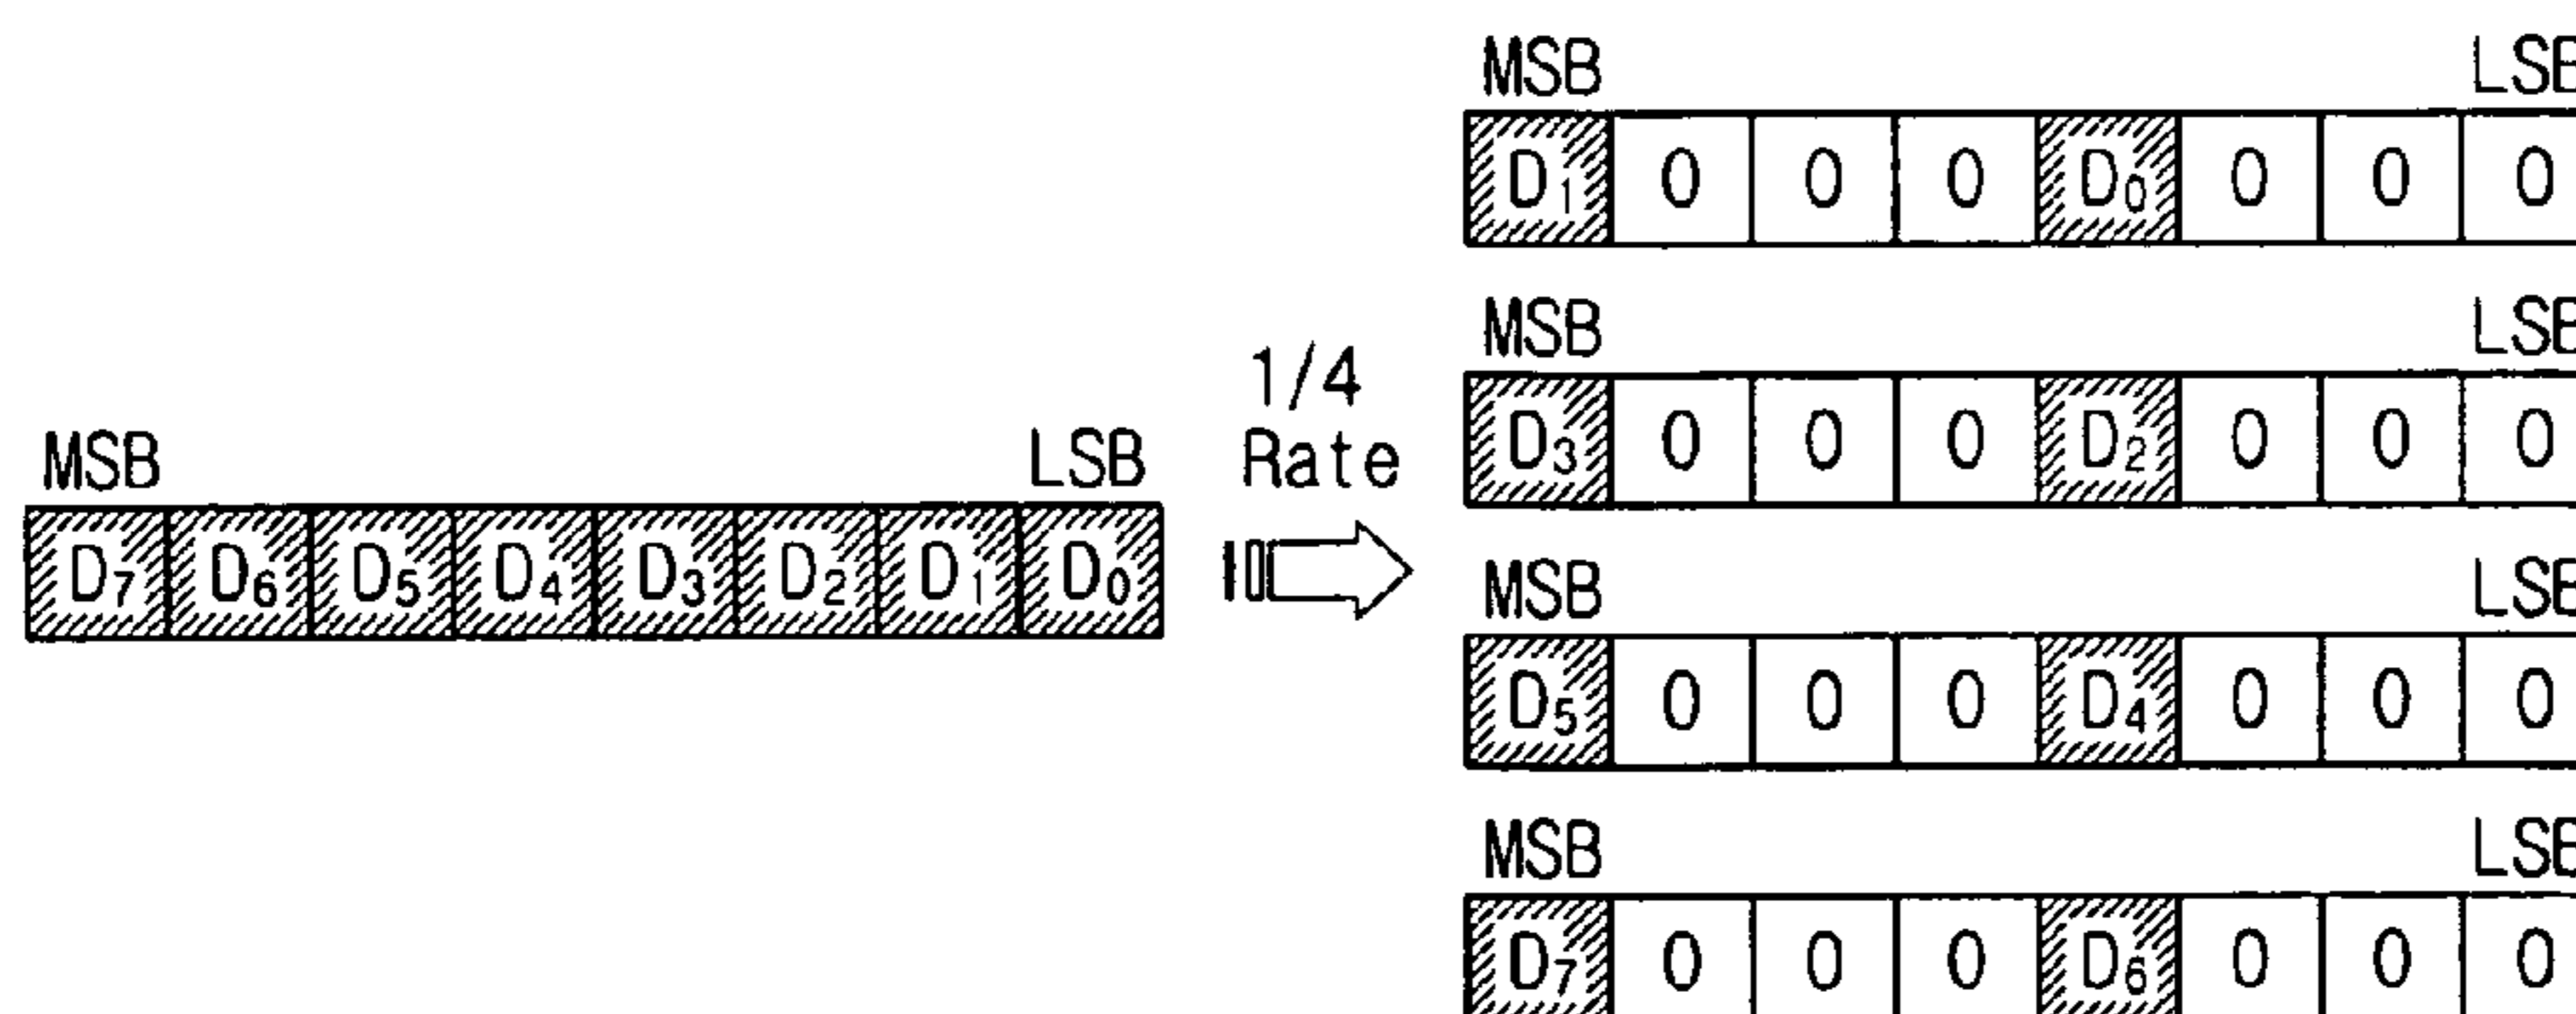 MSB LSB
D7 D6 D5 D4 D3 D2 D1 D0
1/4
Rate
MSB LSB
D1 0 0 0 D0 0 0 0
MSB LSB
D3 0 0 0 D2 0 0 0
MSB LSB
D5 0 0 0 D4 0 0 0
MSB LSB
D7 0 0 0 D6 0 0 0